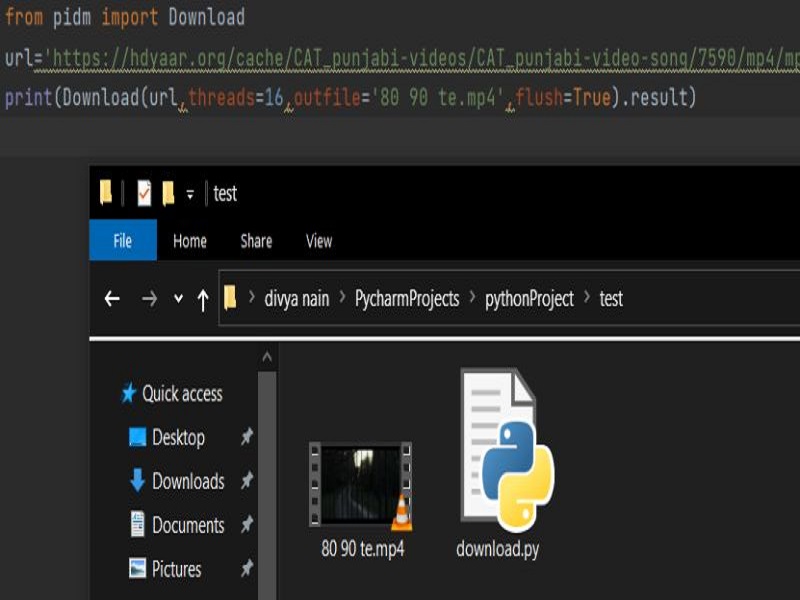 from pidm import Download
url='https://hdyaar.org/cache/CAT_punjabi-videos/CAT_punjabi-video-song/7590/mp4/mp
print(Download(url,threads=16,outfile='80 90 te.mp4',flush=True).result)
test
File Home Share View
divya nain > PycharmProjects > pythonProject > test
Quick access
Desktop
Downloads
Documents
Pictures
80 90 te.mp4
download.py